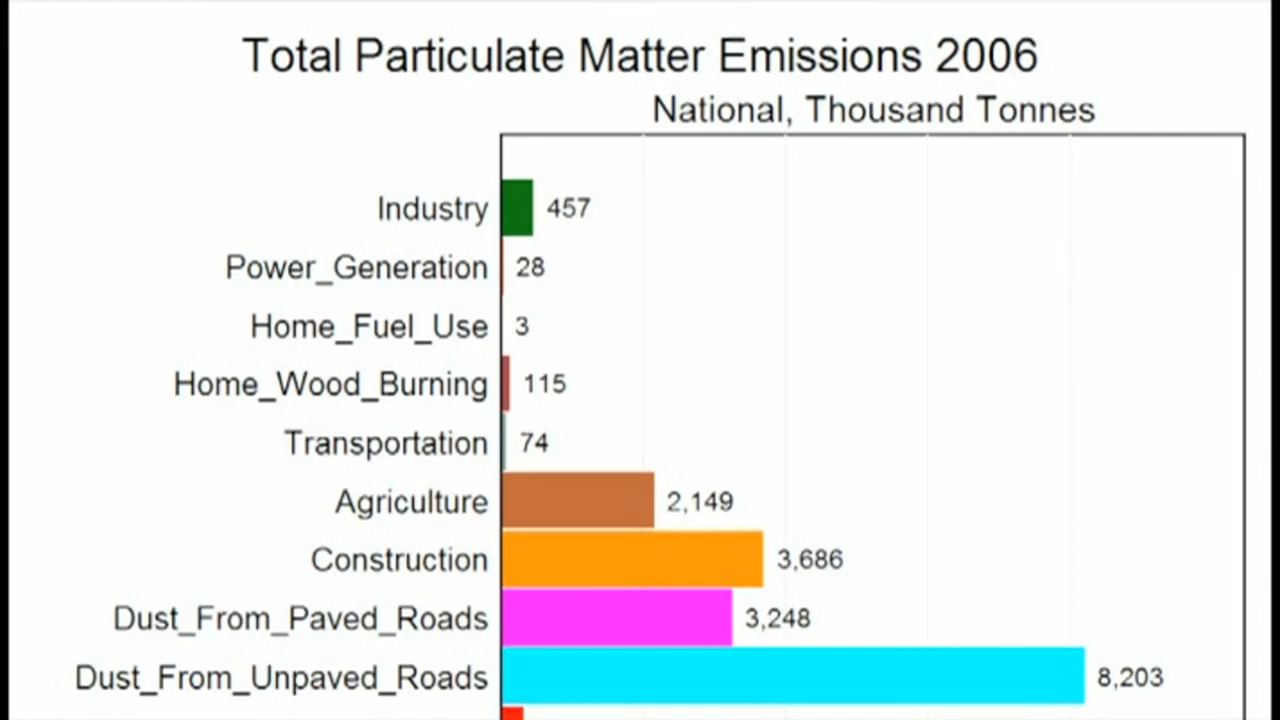 Total Particulate Matter Emissions 2006
National, Thousand Tonnes
Industry 457
Power_Generation 28
Home_Fuel_Use 3
Home_Wood_Burning 115
Transportation 74
Agriculture 2,149
Construction 3,686
Dust_From_Paved_Roads 3,248
Dust_From_Unpaved_Roads 8,203